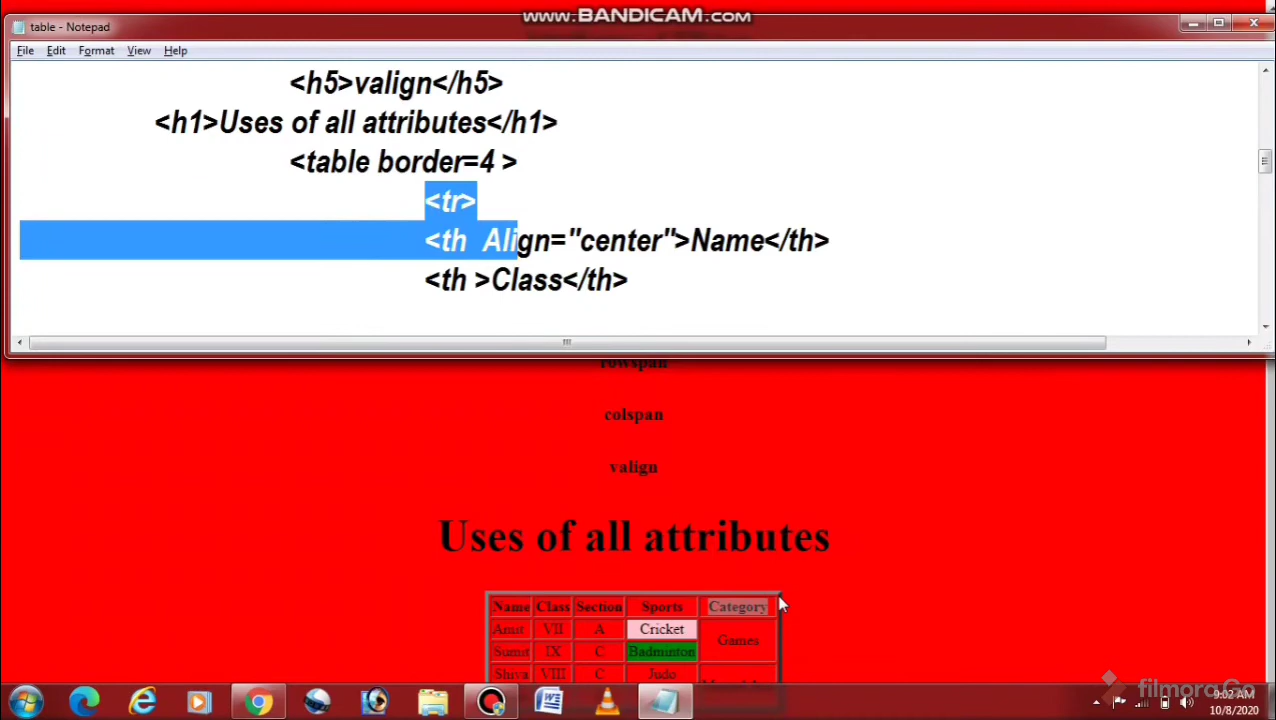 WWW.BANDICAM.COM
table - Notepad
File Edit Format View Help
<h5>valign</h5>
<h1>Uses of all attributes</h1>
<table border=4 >
<tr>
<th  Align="center">Name</th>
<th >Class</th>
rowspan
colspan
valign
Uses of all attributes
Name Class Section Sports Category
Amit VII A Cricket Games
Sumit IX C Badminton
Shiva VIII C Judo
filmora
9:02 AM
10/8/2020